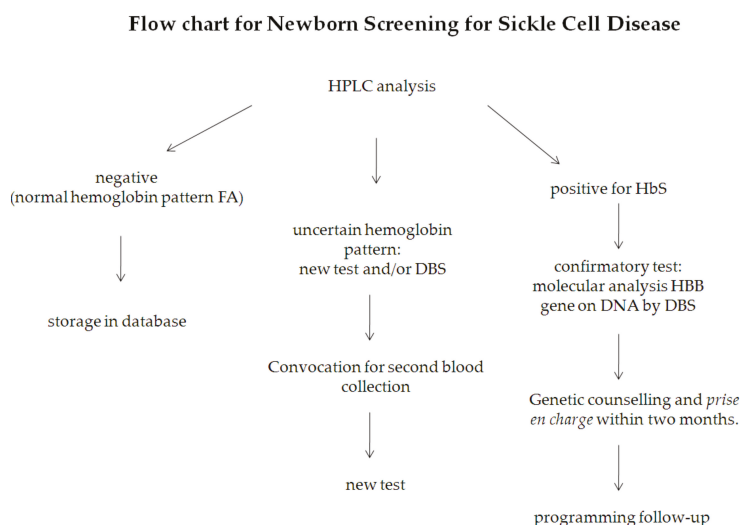 Flow chart for Newborn Screening for Sickle Cell Disease
HPLC analysis
negative
(normal hemoglobin pattern FA)
storage in database
uncertain hemoglobin
pattern:
new test and/or DBS
Convocation for second blood
collection
new test
positive for HbS
confirmatory test:
molecular analysis HBB
gene on DNA by DBS
Genetic counselling and prise
en charge within two months.
programming follow-up